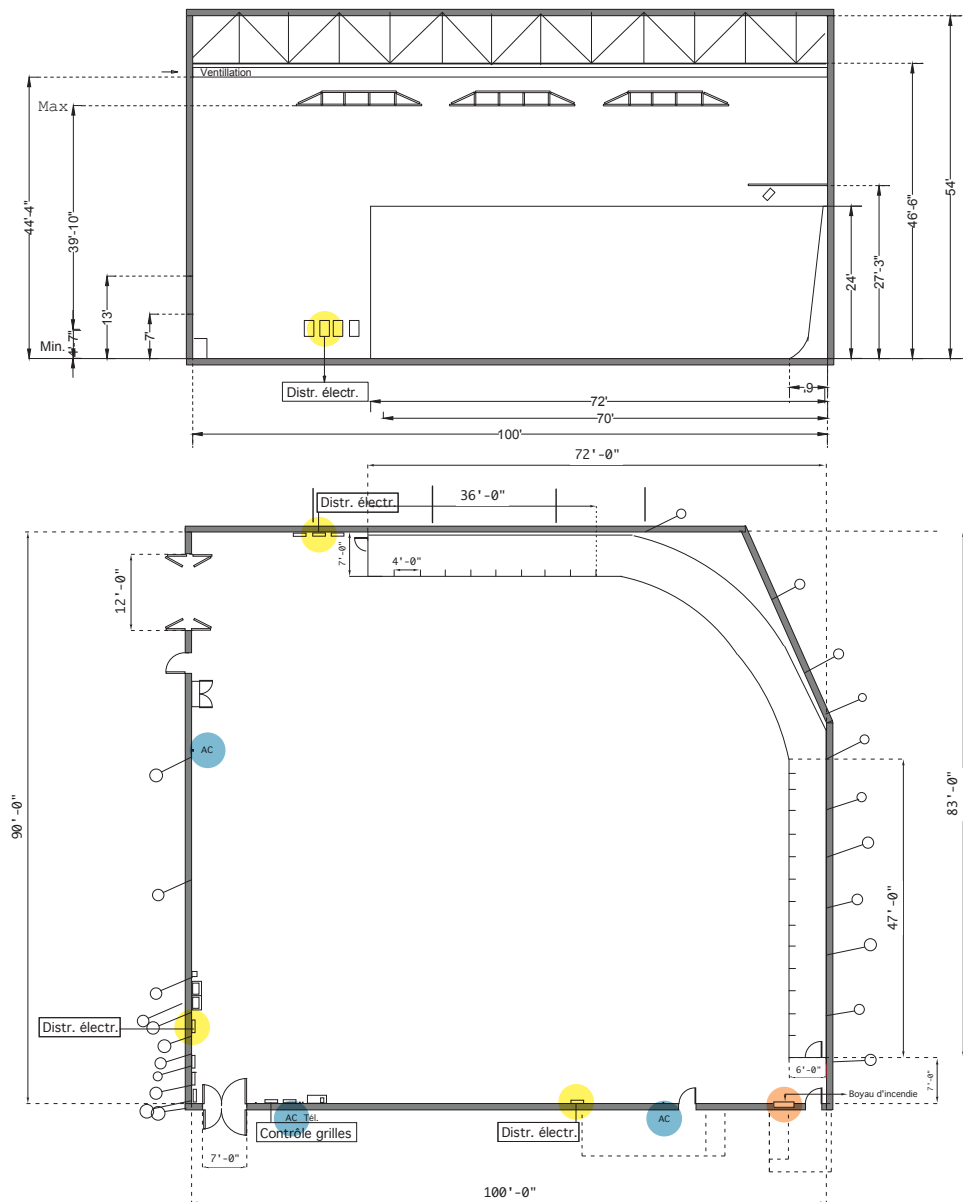 Ventillation
Max
44'-4"
39'-10"
13'
7'
4'-7"
Min.
24'
27'-3"
46'-6"
54'
Distr. électr.
.9
72'
70'
100'
72'-0"
Distr. électr.
36'-0"
7'-0"
4'-0"
12'-0"
AC
90'-0"
83'-0"
47'-0"
Distr. électr.
6'-0"
7'-0"
Boyau d'incendie
AC Tél.
AC
Contrôle grilles
Distr. électr.
7'-0"
100'-0"